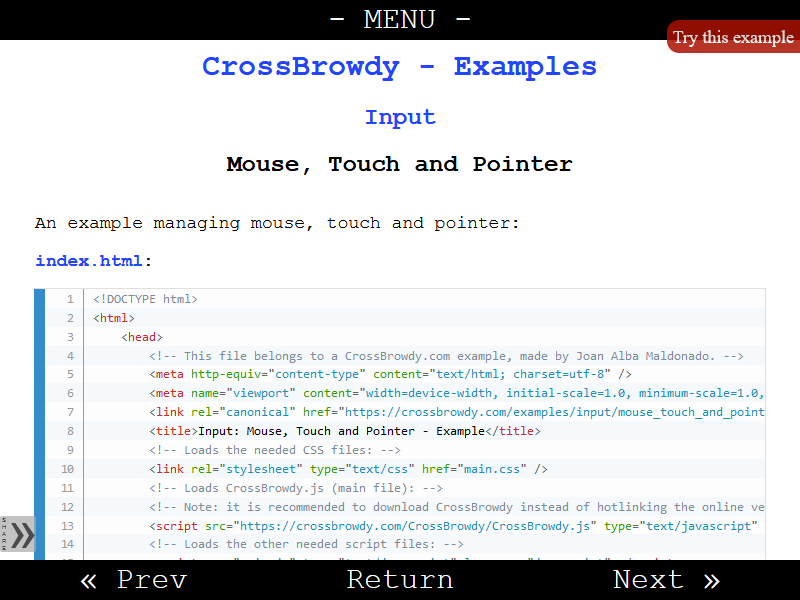 - MENU -
Try this example
CrossBrowdy - Examples
Input
Mouse, Touch and Pointer
An example managing mouse, touch and pointer:
index.html:
1 <!DOCTYPE html>
2 <html>
3 <head>
4 <!-- This file belongs to a CrossBrowdy.com example, made by Joan Alba Maldonado. -->
5 <meta http-equiv="content-type" content="text/html; charset=utf-8" />
6 <meta name="viewport" content="width=device-width, initial-scale=1.0, minimum-scale=1.0,
7 <link rel="canonical" href="https://crossbrowdy.com/examples/input/mouse_touch_and_point
8 <title>Input: Mouse, Touch and Pointer - Example</title>
9 <!-- Loads the needed CSS files: -->
10 <link rel="stylesheet" type="text/css" href="main.css" />
11 <!-- Loads CrossBrowdy.js (main file): -->
12 <!-- Note: it is recommended to download CrossBrowdy instead of hotlinking the online ve
13 <script src="https://crossbrowdy.com/CrossBrowdy/CrossBrowdy.js" type="text/javascript"
14 <!-- Loads the other needed script files: -->
SHARE »
« Prev Return Next »